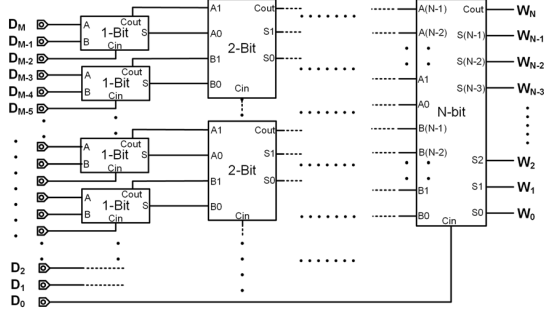 D_M A Cout A1 Cout A(N-1) Cout W_N
D_M-1 B 1-Bit S A0 S1 A(N-2) S(N-1) W_N-1
D_M-2 Cin 2-Bit
D_M-3 A Cout B1 S0 S(N-2) W_N-2
D_M-4 B 1-Bit S B0 A1 S(N-3) W_N-3
D_M-5 Cin Cin A0 N-bit
A Cout A1 Cout B(N-1)
B 1-Bit S A0 S1 B(N-2) S2 W_2
Cin 2-Bit
A Cout B1 S0 B1 S1 W_1
B 1-Bit S B0 B0 S0 W_0
Cin Cin Cin
D_2
D_1
D_0